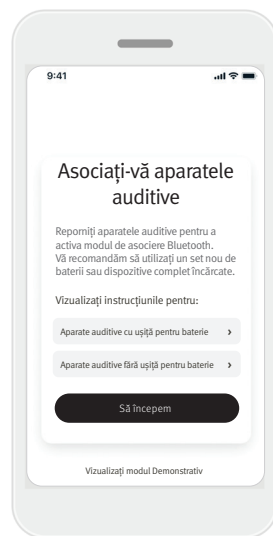 9:41
Asociați-vă aparatele
auditive
Reporniți aparatele auditive pentru a
activa modul de asociere Bluetooth.
Vă recomandăm să utilizați un set nou de
baterii sau dispozitive complet încărcate.
Vizualizați instrucțiunile pentru:
Aparate auditive cu ușiță pentru baterie
Aparate auditive fără ușiță pentru baterie
Să începem
Vizualizați modul Demonstrativ